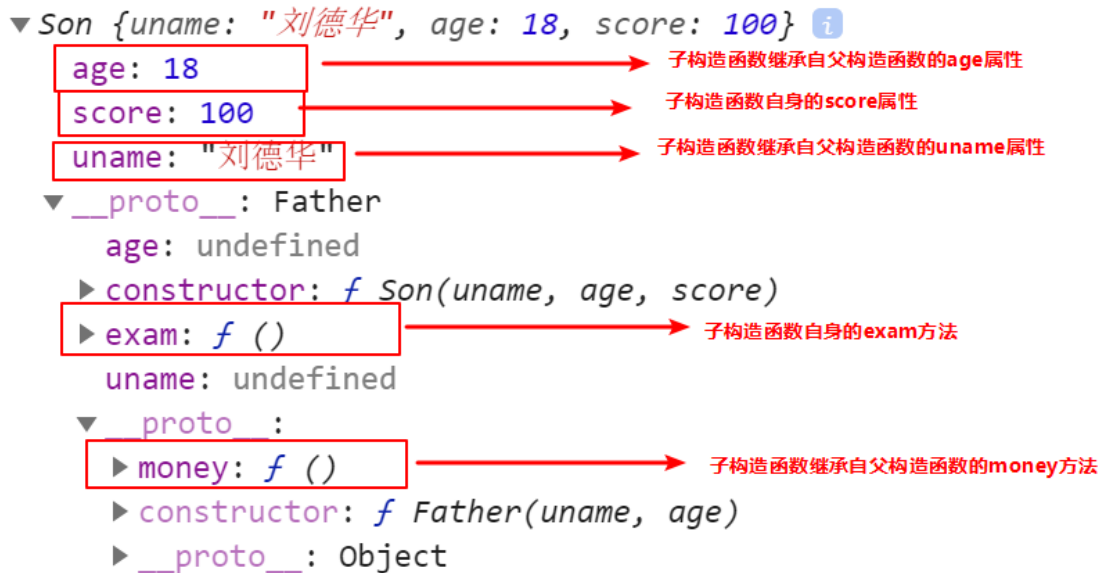 ▼ Son {uname: "刘德华", age: 18, score: 100} i
age: 18 子构造函数继承自父构造函数的age属性
score: 100 子构造函数自身的score属性
uname: "刘德华" 子构造函数继承自父构造函数的uname属性
▼ __proto__: Father
age: undefined
▶ constructor: ƒ Son(uname, age, score)
▶ exam: ƒ () 子构造函数自身的exam方法
uname: undefined
▼ __proto__:
▶ money: ƒ () 子构造函数继承自父构造函数的money方法
▶ constructor: ƒ Father(uname, age)
▶ __proto__: Object